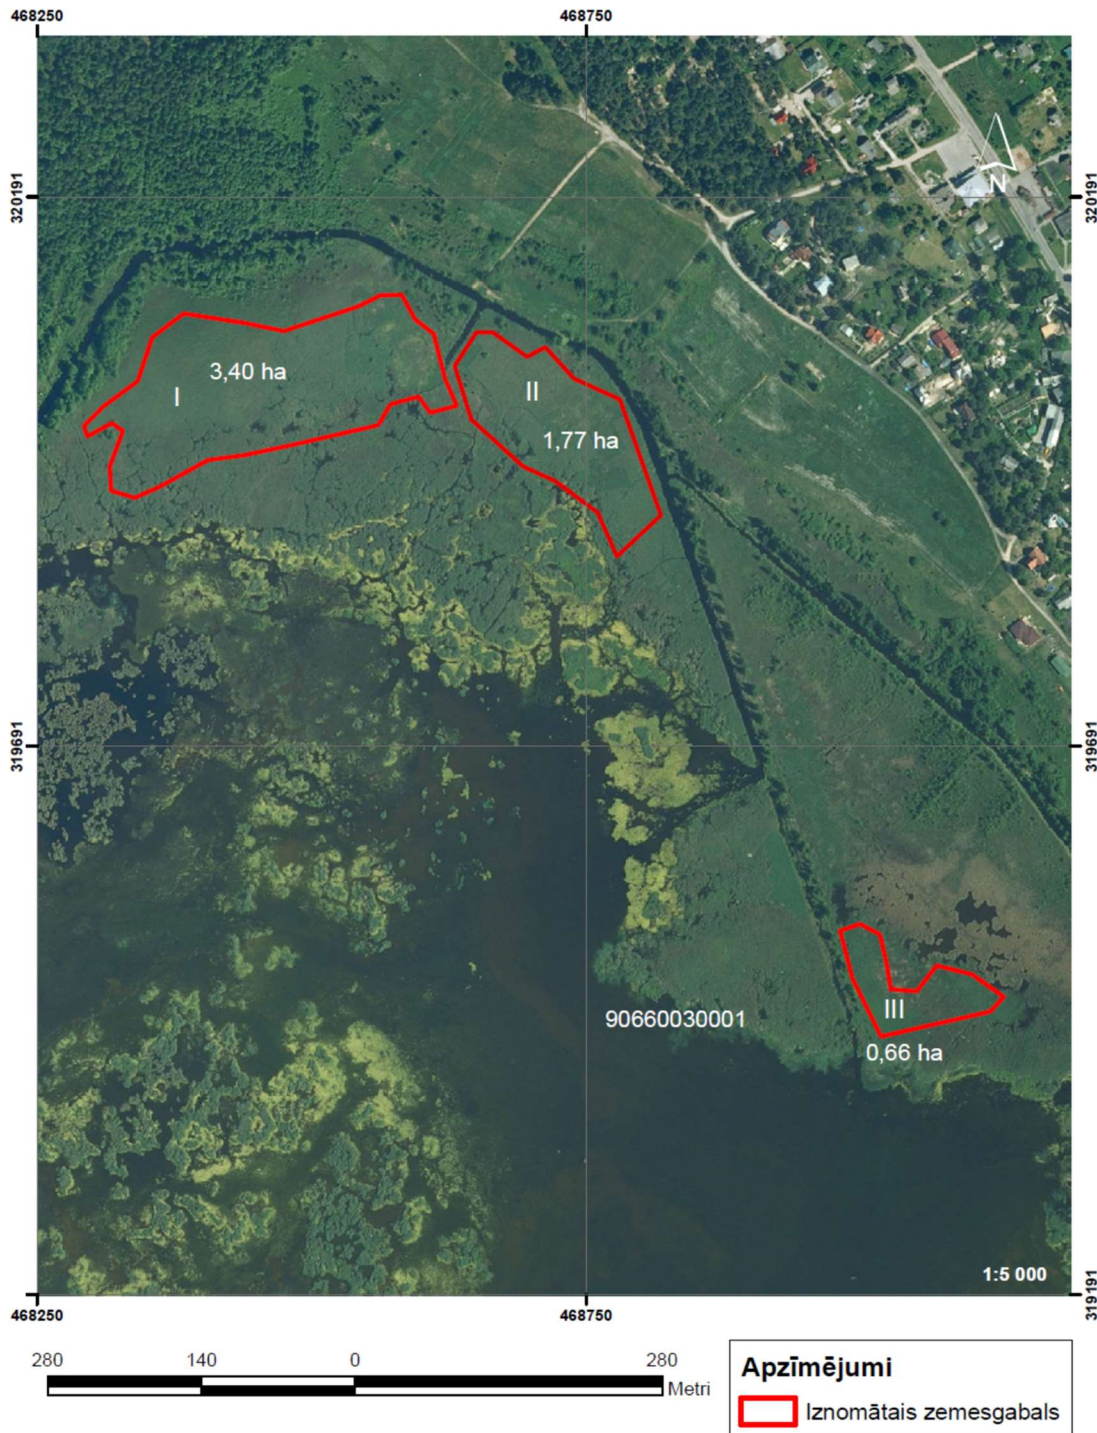 468250 468750
320191 320191
N
3,40 ha
I
II
1,77 ha
319691 319691
90660030001
III
0,66 ha
1:5 000
319191
468250 468750
280 140 0 280
Metri
Apzīmējumi
Iznomātais zemesgabals